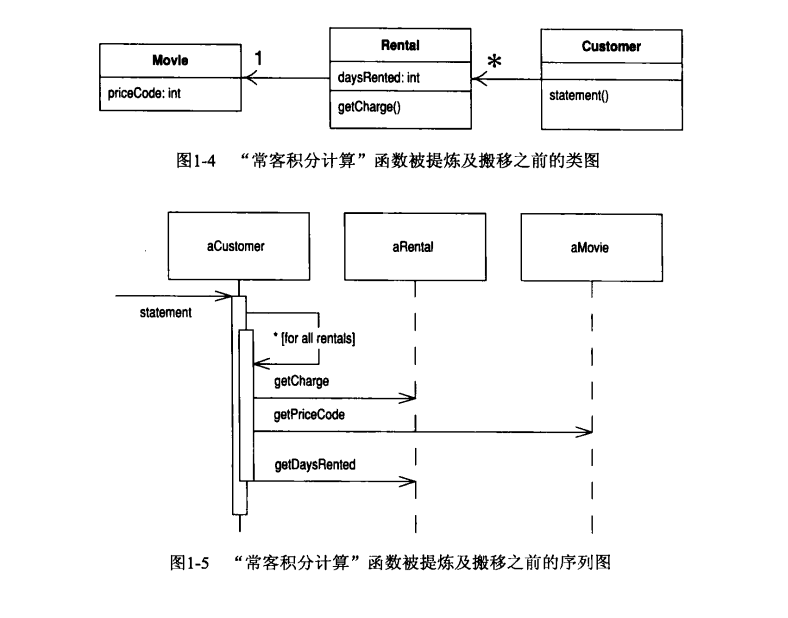 Movie
priceCode: int
1
Rental
daysRented: int
getCharge()
*
Customer
statement()
图1-4 “常客积分计算”函数被提炼及搬移之前的类图
aCustomer
aRental
aMovie
statement
* [for all rentals]
getCharge
getPriceCode
getDaysRented
图1-5 “常客积分计算”函数被提炼及搬移之前的序列图